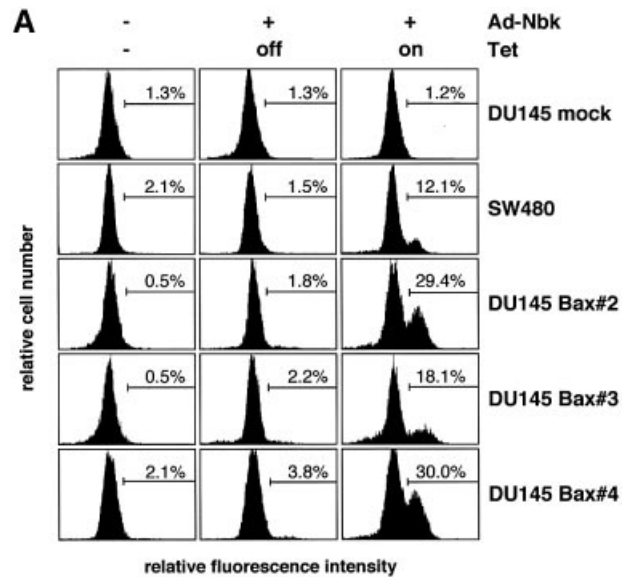 A
- + + Ad-Nbk
- off on Tet
1.3% 1.3% 1.2% DU145 mock
2.1% 1.5% 12.1% SW480
0.5% 1.8% 29.4% DU145 Bax#2
0.5% 2.2% 18.1% DU145 Bax#3
2.1% 3.8% 30.0% DU145 Bax#4
relative cell number
relative fluorescence intensity